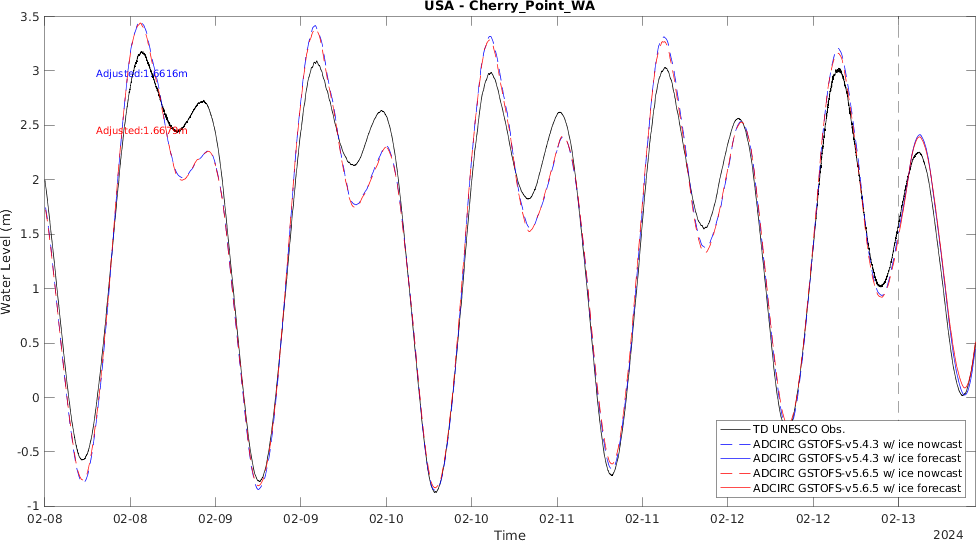 USA - Cherry_Point_WA
3.5
3
2.5
2
1.5
1
0.5
0
-0.5
-1
Water Level (m)
Adjusted:1.6616m
TD UNESCO Obs.
ADCIRC GSTOFS-v5.4.3 w/ ice nowcast
ADCIRC GSTOFS-v5.4.3 w/ ice forecast
ADCIRC GSTOFS-v5.6.5 w/ ice nowcast
ADCIRC GSTOFS-v5.6.5 w/ ice forecast
02-08 02-08 02-09 02-09 02-10 02-10 02-11 02-11 02-12 02-12 02-13
Time
2024